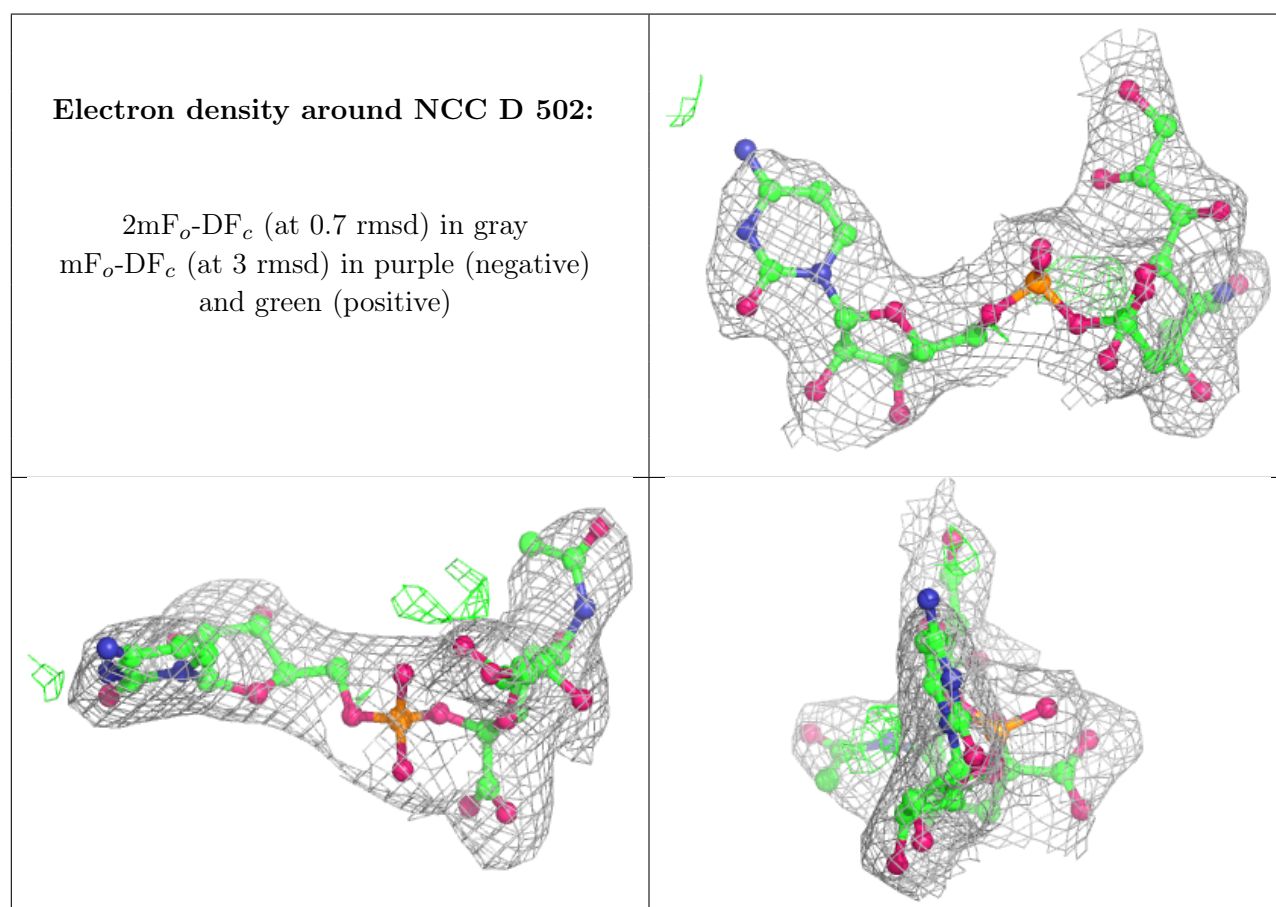 Electron density around NCC D 502:
2mFo-DFc (at 0.7 rmsd) in gray
mFo-DFc (at 3 rmsd) in purple (negative)
and green (positive)